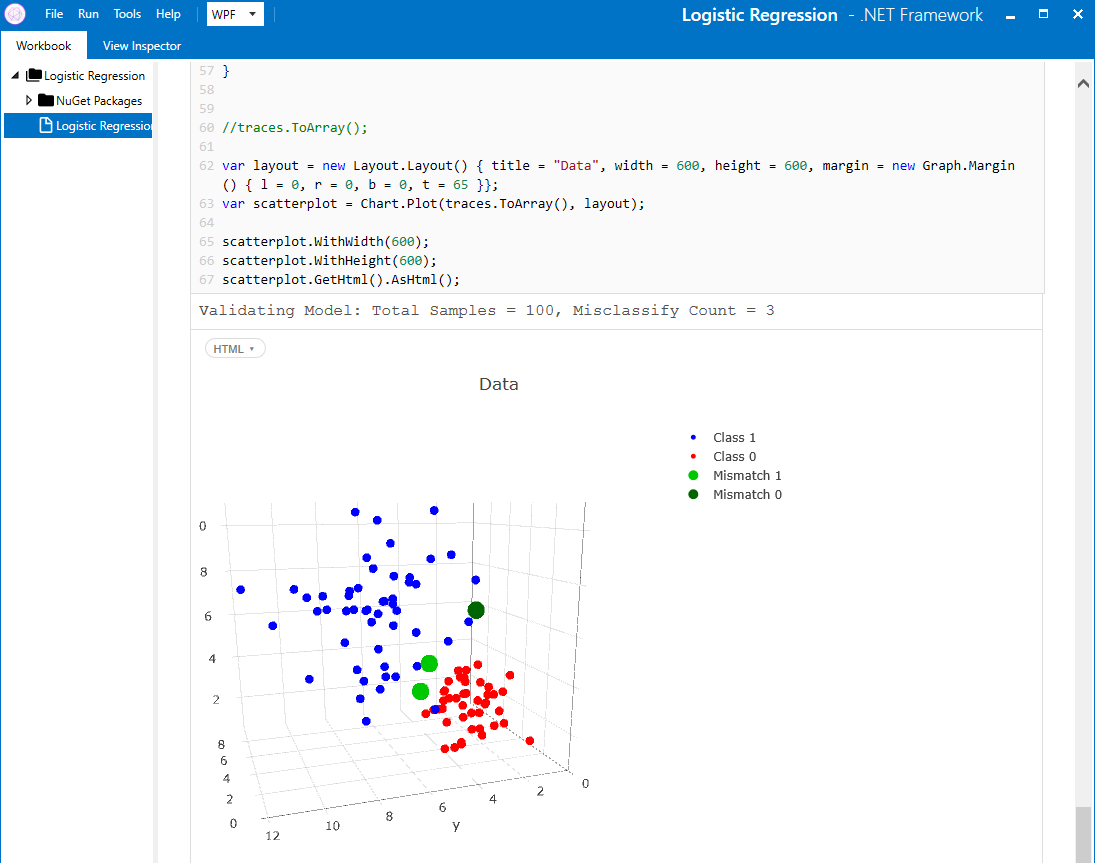 File Run Tools Help WPF Logistic Regression - .NET Framework
Workbook View Inspector
Logistic Regression
NuGet Packages
Logistic Regressio
57 }
58
59
60 //traces.ToArray();
61
62 var layout = new Layout.Layout() { title = "Data", width = 600, height = 600, margin = new Graph.Margin
() { l = 0, r = 0, b = 0, t = 65 }};
63 var scatterplot = Chart.Plot(traces.ToArray(), layout);
64
65 scatterplot.WithWidth(600);
66 scatterplot.WithHeight(600);
67 scatterplot.GetHtml().AsHtml();
Validating Model: Total Samples = 100, Misclassify Count = 3
HTML
Data
Class 1
Class 0
Mismatch 1
Mismatch 0
0
8
6
4
2
8
6
4
2
0
12 10 8 6 4 2 0
y